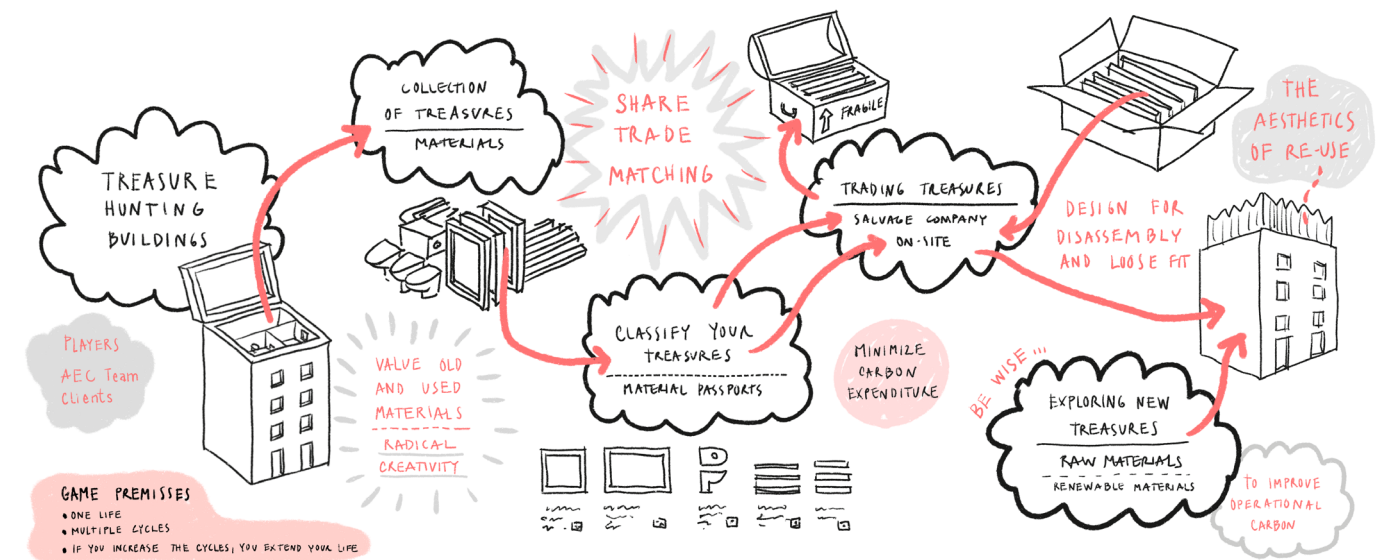 TREASURE
HUNTING
BUILDINGS
PLAYERS
AEC Team
Clients
GAME PREMISSES
• ONE LIFE
• MULTIPLE CYCLES
• IF YOU INCREASE THE CYCLES, YOU EXTEND YOUR LIFE
COLLECTION
OF TREASURES
MATERIALS
VALUE OLD
AND USED
MATERIALS
RADICAL
CREATIVITY
SHARE
TRADE
MATCHING
CLASSIFY YOUR
TREASURES
MATERIAL PASSPORTS
FRAGILE
TRADING TREASURES
SALVAGE COMPANY
ON-SITE
MINIMIZE
CARBON
EXPENDITURE
DESIGN FOR
DISASSEMBLY
AND LOOSE FIT
THE
AESTHETICS
OF RE-USE
BE WISE...
EXPLORING NEW
TREASURES
RAW MATERIALS
RENEWABLE MATERIALS
TO IMPROVE
OPERATIONAL
CARBON